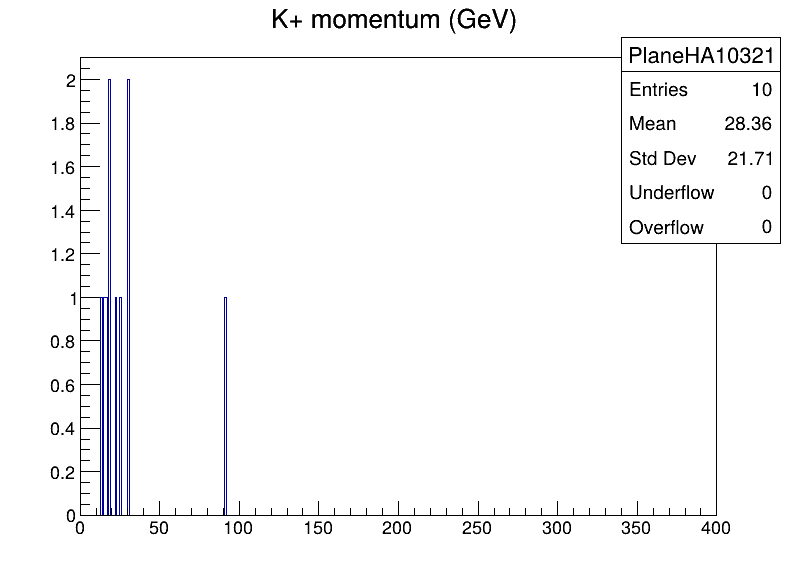 K+ momentum (GeV)
PlaneHA10321
Entries 10
Mean 28.36
Std Dev 21.71
Underflow 0
Overflow 0
2
1.8
1.6
1.4
1.2
1
0.8
0.6
0.4
0.2
0
0 50 100 150 200 250 300 350 400